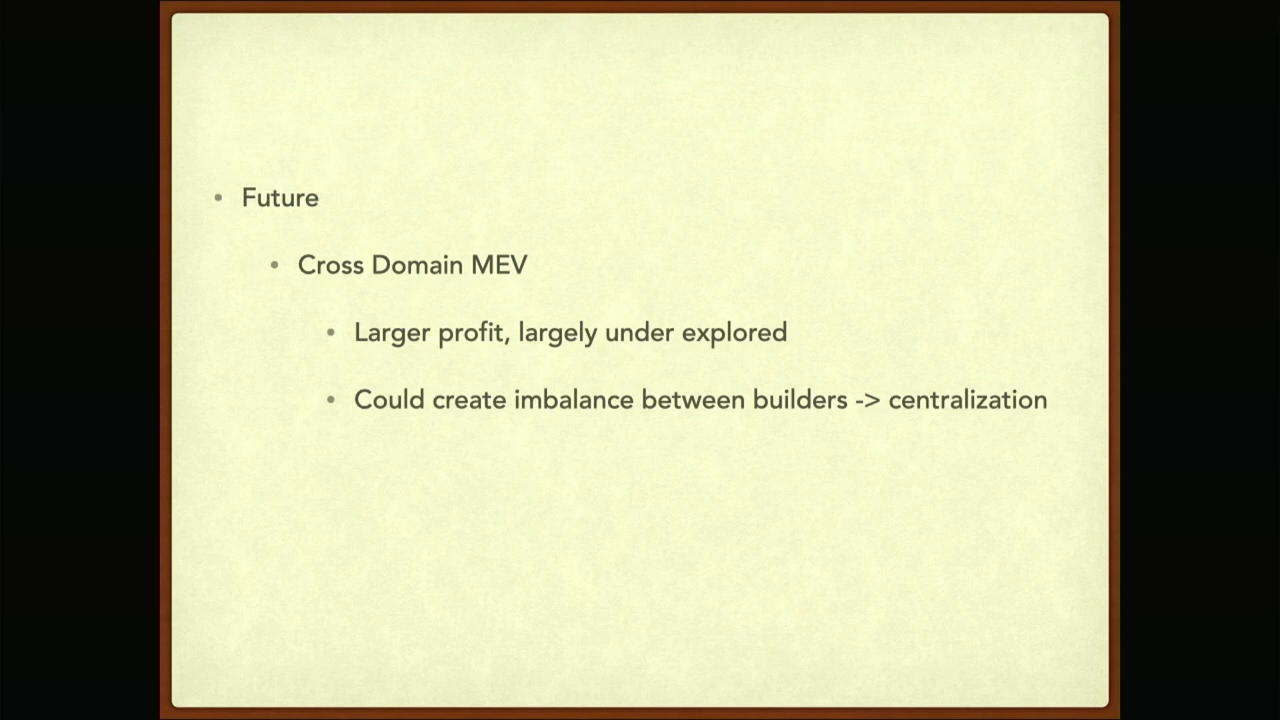 • Future
• Cross Domain MEV
• Larger profit, largely under explored
• Could create imbalance between builders -> centralization